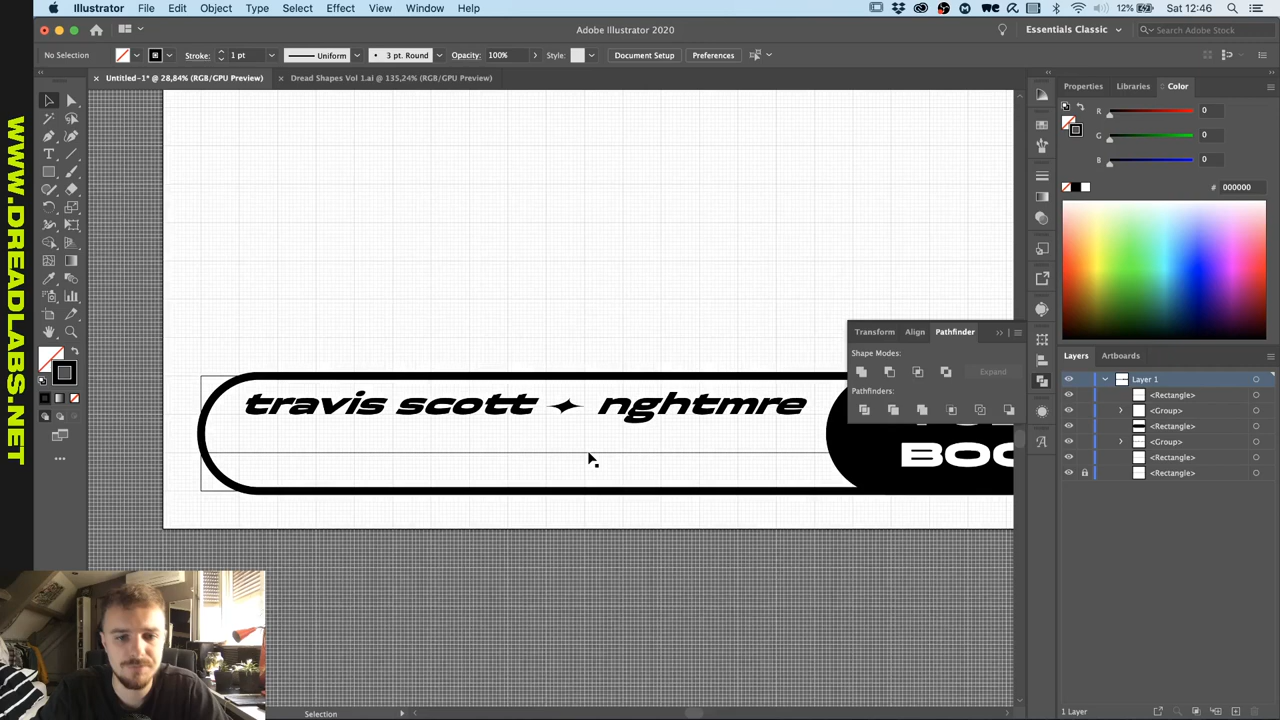 Illustrator File Edit Object Type Select Effect View Window Help 12% Sat 12:46
Adobe Illustrator 2020 Essentials Classic Search Adobe Stock
No Selection Stroke: 1 pt Uniform 3 pt. Round Opacity: 100% Style: Document Setup Preferences
× Untitled-1* @ 28,84% (RGB/GPU Preview) × Dread Shapes Vol 1.ai @ 135,24% (RGB/GPU Preview)
Properties Libraries Color
R 0
G 0
B 0
# 000000
WWW.DREADLABS.NET
travis scott nghtmre
BOO
Transform Align Pathfinder
Shape Modes:
Expand
Pathfinders:
Layers Artboards
Layer 1
<Rectangle>
<Group>
<Rectangle>
<Group>
<Rectangle>
<Rectangle>
1 Layer
Selection